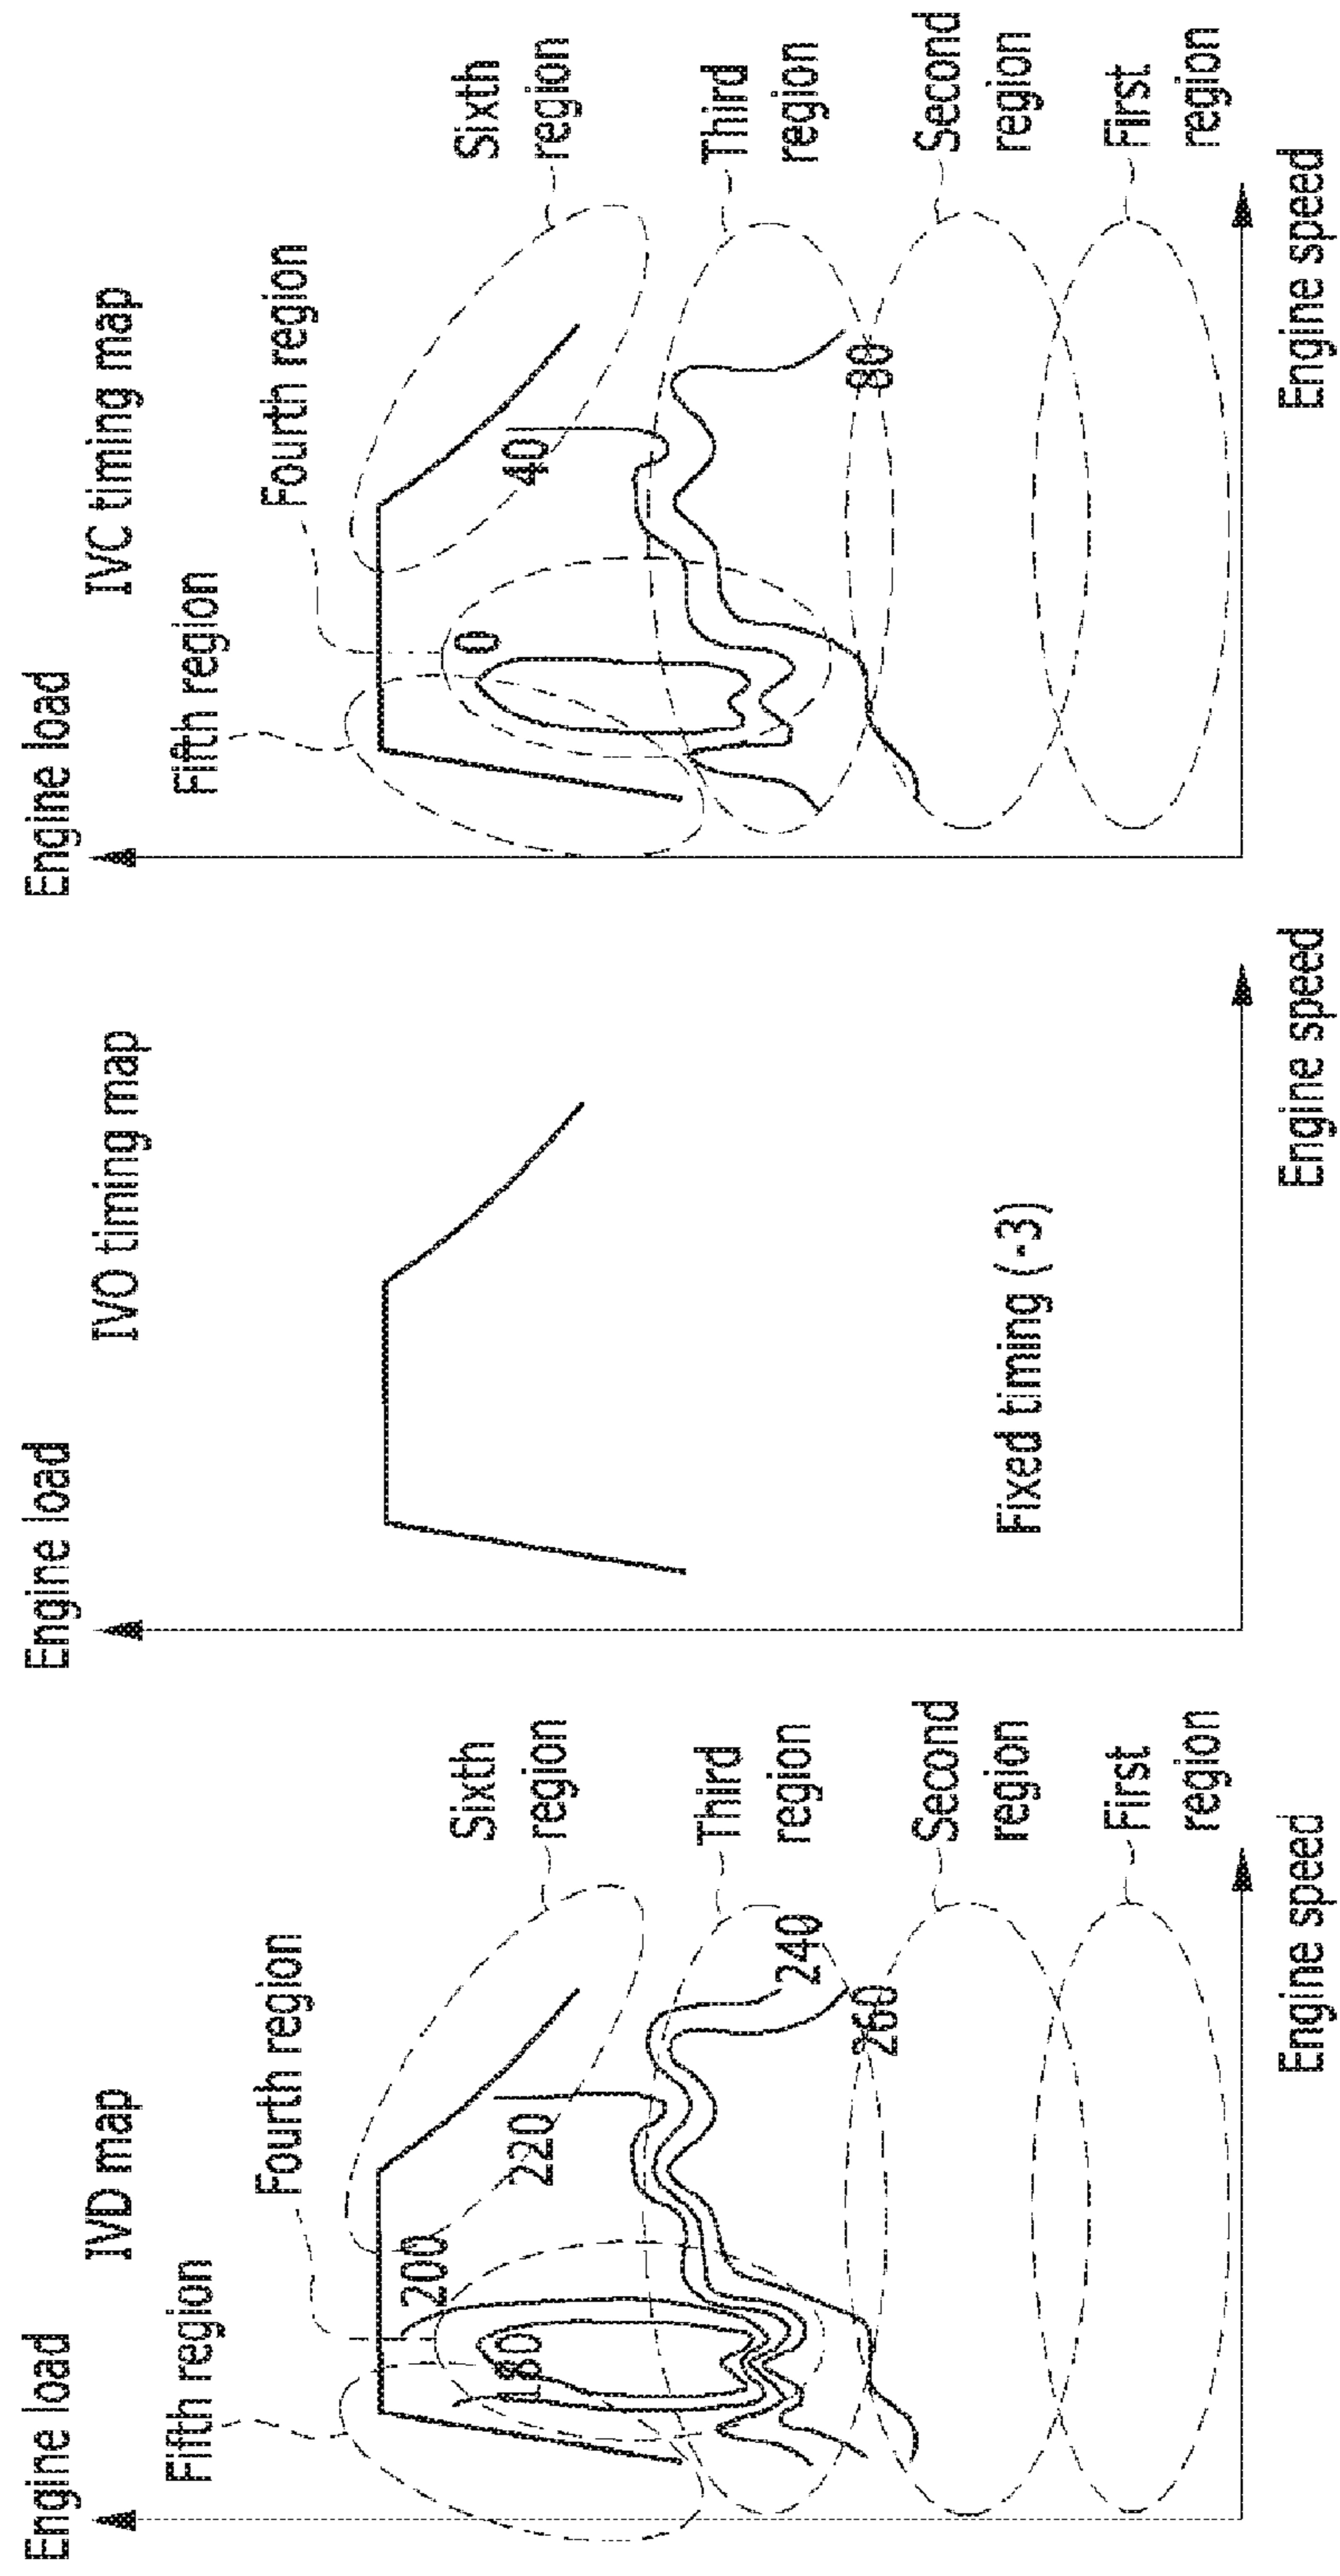 IVD map
Engine load
Fifth region
Fourth region
200
180
220
240
260
Sixth
region
Third
region
Second
region
First
region
Engine speed
IVO timing map
Engine load
Fixed timing (-3)
Engine speed
IVC timing map
Engine load
Fifth region
Fourth region
0
40
80
Sixth
region
Third
region
Second
region
First
region
Engine speed